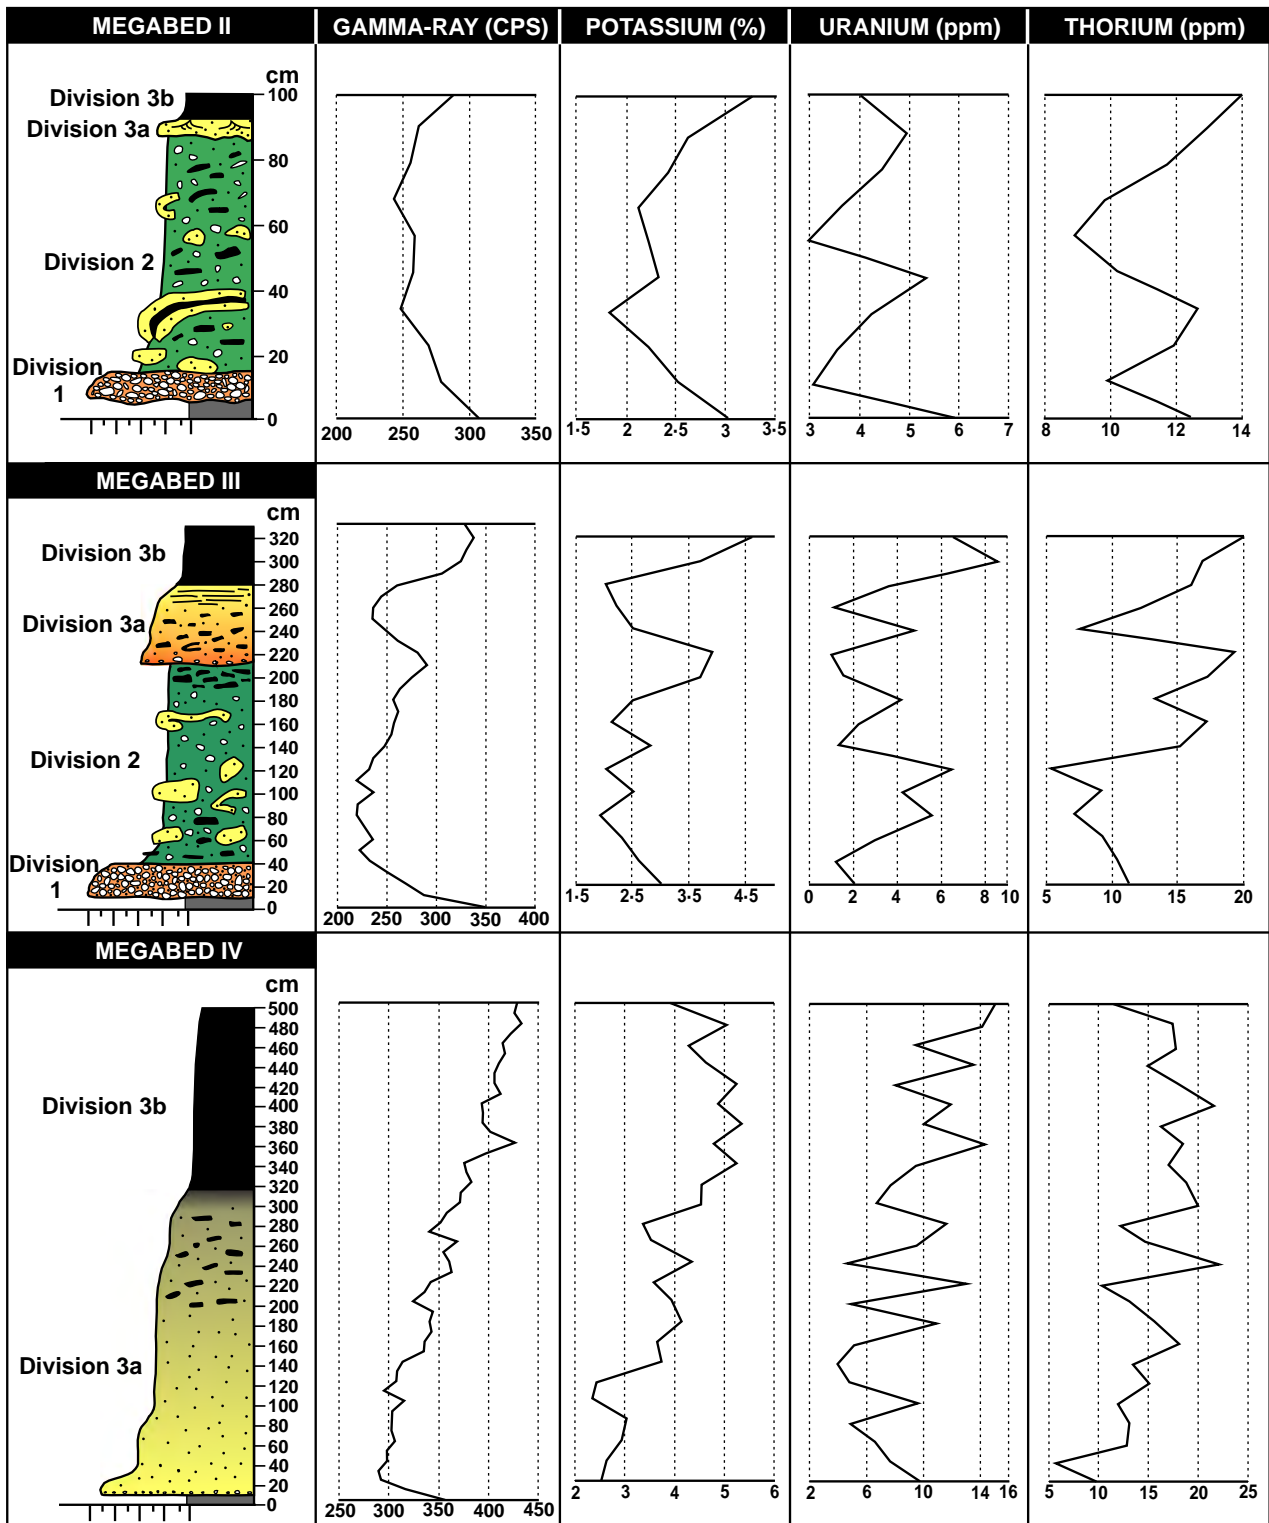 MEGABED II
GAMMA-RAY (CPS)
POTASSIUM (%)
URANIUM (ppm)
THORIUM (ppm)
cm
Division 3b
Division 3a
Division 2
Division
1
100
80
60
40
20
0
200 250 300 350
1·5 2 2·5 3 3·5
3 4 5 6 7
8 10 12 14
MEGABED III
cm
Division 3b
Division 3a
Division 2
Division
1
320
300
280
260
240
220
200
180
160
140
120
100
80
60
40
20
0
200 250 300 350 400
1·5 2·5 3·5 4·5
0 2 4 6 8 10
5 10 15 20
MEGABED IV
cm
Division 3b
Division 3a
500
480
460
440
420
400
380
360
340
320
300
280
260
240
220
200
180
160
140
120
100
80
60
40
20
0
250 300 350 400 450
2 3 4 5 6
2 6 10 14 16
5 10 15 20 25